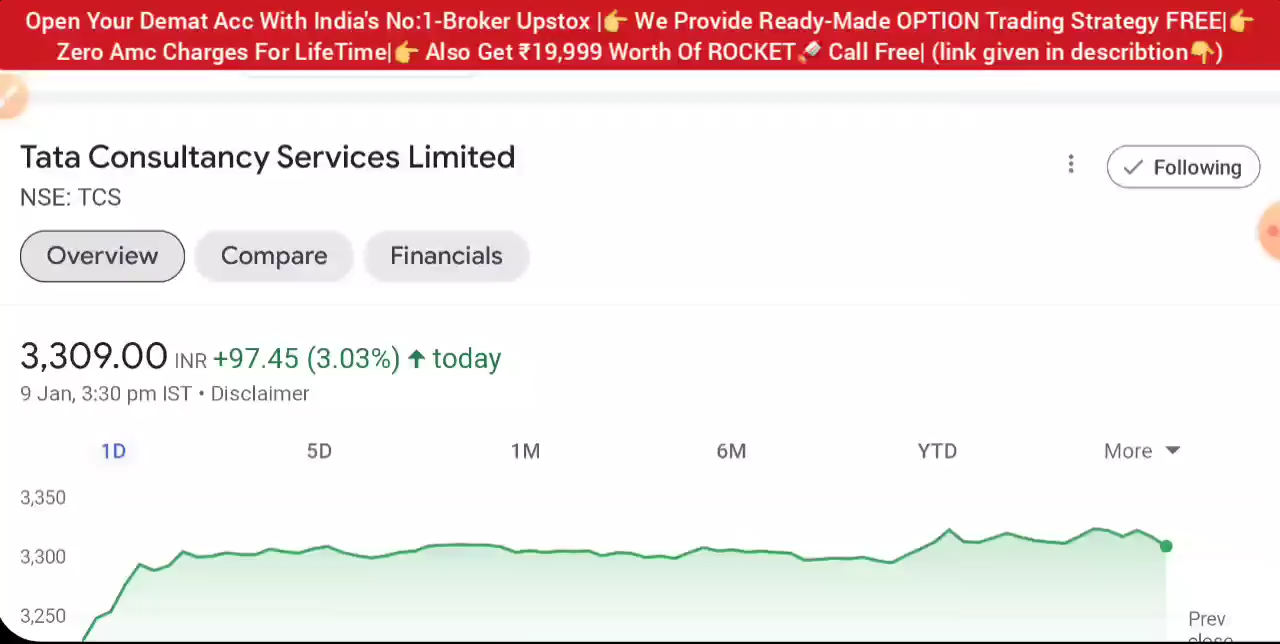 Open Your Demat Acc With India's No:1-Broker Upstox |👉 We Provide Ready-Made OPTION Trading Strategy FREE|👉
Zero Amc Charges For LifeTime|👉 Also Get ₹19,999 Worth Of ROCKET🚀 Call Free| (link given in describtion👇)
Tata Consultancy Services Limited
Following
NSE: TCS
Overview Compare Financials
3,309.00 INR +97.45 (3.03%) ↑ today
9 Jan, 3:30 pm IST • Disclaimer
1D 5D 1M 6M YTD More
3,350
3,300
3,250
Prev
close